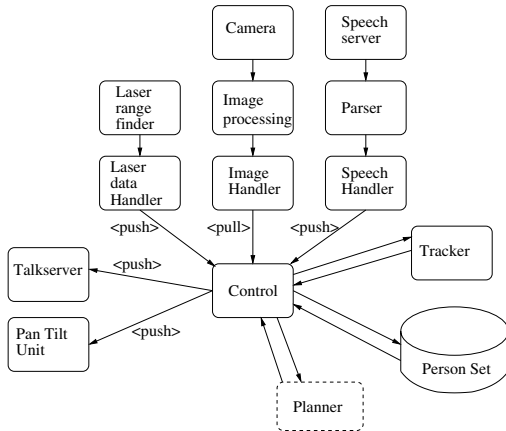 Camera
Speech
server
Laser
range
finder
Image
processing
Parser
Laser
data
Handler
Image
Handler
Speech
Handler
<push>
<pull>
<push>
Talkserver
<push>
Control
Tracker
Pan Tilt
Unit
<push>
Person Set
Planner